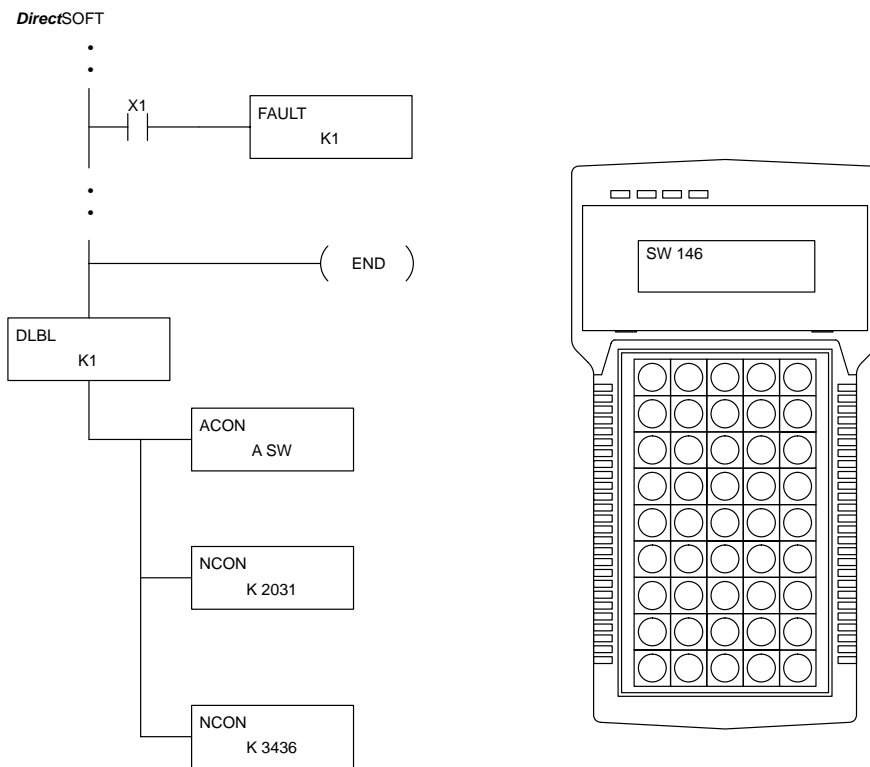 DirectSOFT
X1
FAULT
K1
SW 146
END
DLBL
K1
ACON
A SW
NCON
K 2031
NCON
K 3436